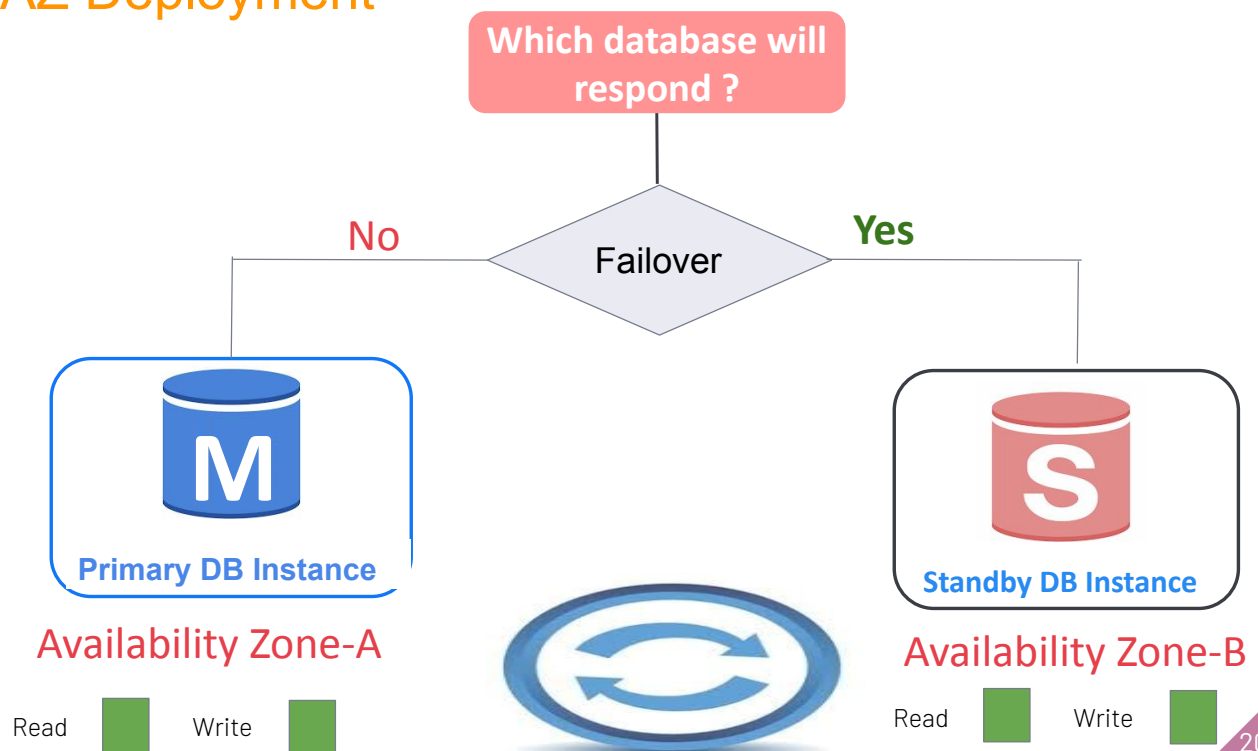 AZ Deployment
Which database will
respond ?
No
Yes
Failover
M
S
Primary DB Instance
Standby DB Instance
Availability Zone-A
Availability Zone-B
Read
Write
Read
Write